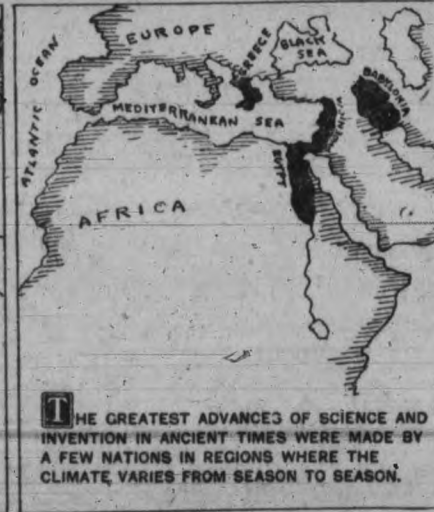 EUROPE
GREECE
BLACK
SEA
ATLANTIC OCEAN
MEDITERRANEAN SEA
BABYLONIA
EGYPT
AFRICA
THE GREATEST ADVANCES OF SCIENCE AND
INVENTION IN ANCIENT TIMES WERE MADE BY
A FEW NATIONS IN REGIONS WHERE THE
CLIMATE VARIES FROM SEASON TO SEASON.